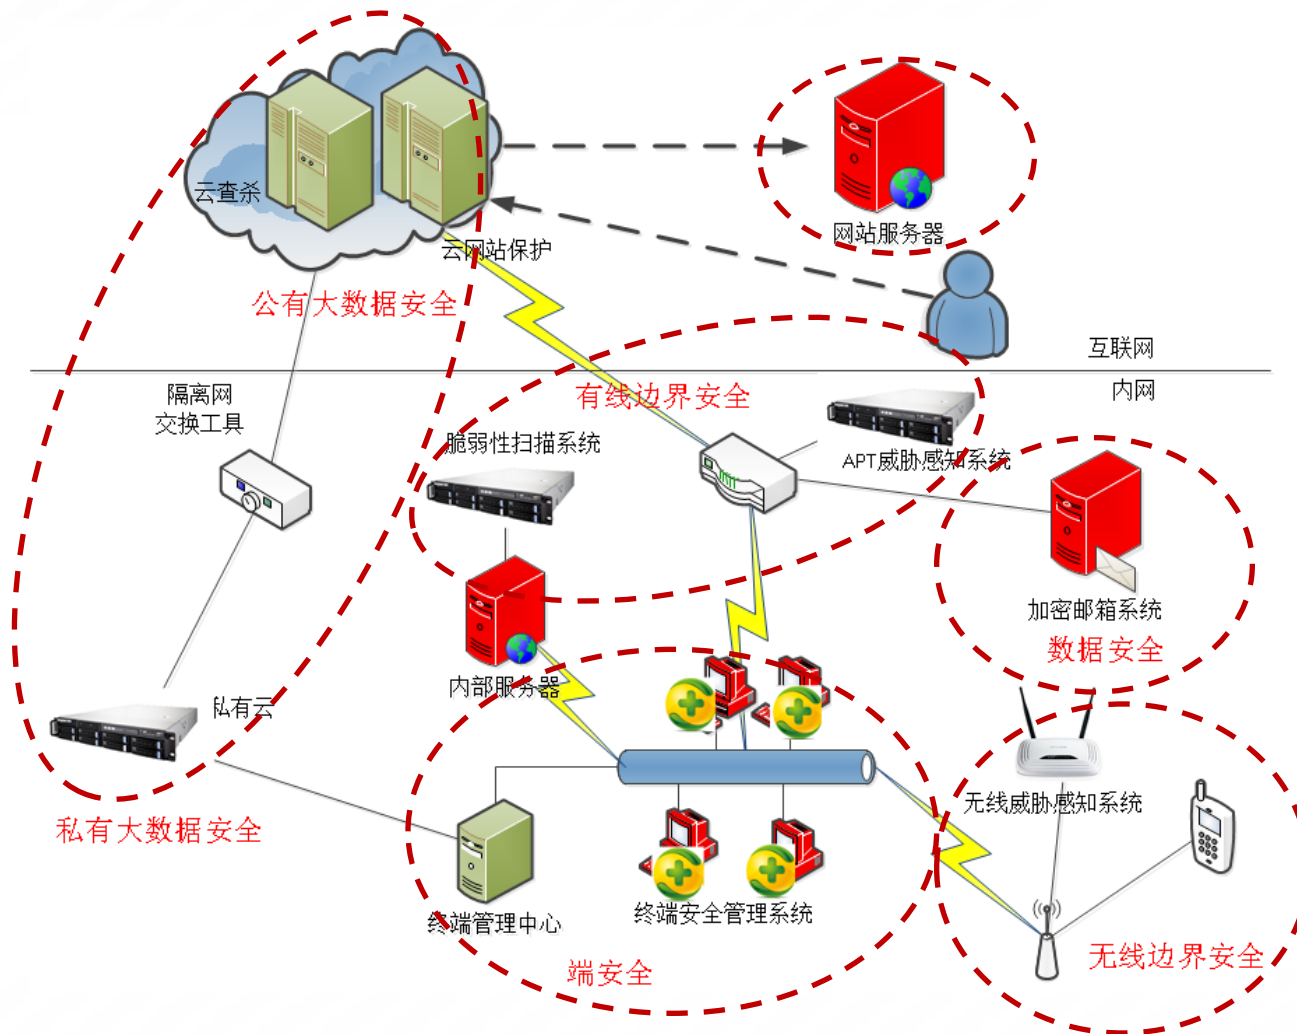 云查杀
云网站保护
网站服务器
公有大数据安全
互联网
内网
隔离网
交换工具
有线边界安全
脆弱性扫描系统
APT威胁感知系统
加密邮箱系统
数据安全
内部服务器
私有云
无线威胁感知系统
私有大数据安全
终端管理中心
终端安全管理系统
端安全
无线边界安全